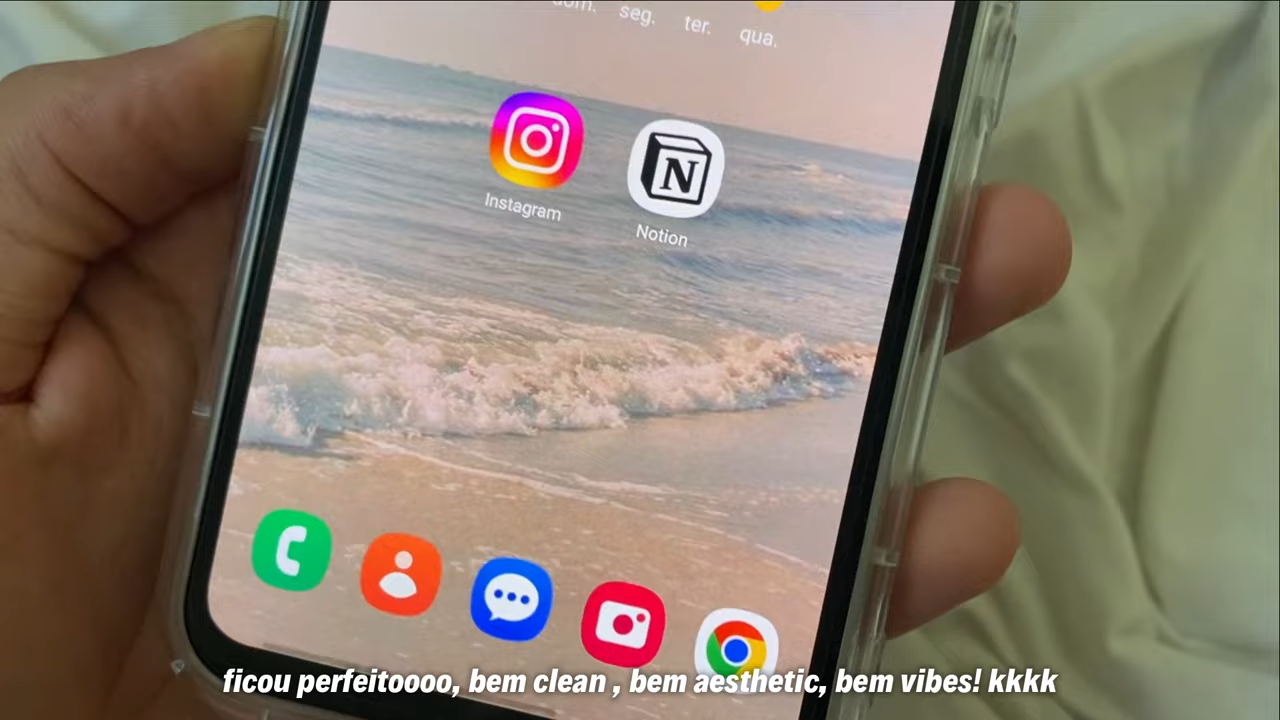 seg. ter. qua.
Instagram
N
Notion
ficou perfeitoooo, bem clean , bem aesthetic, bem vibes! kkkk